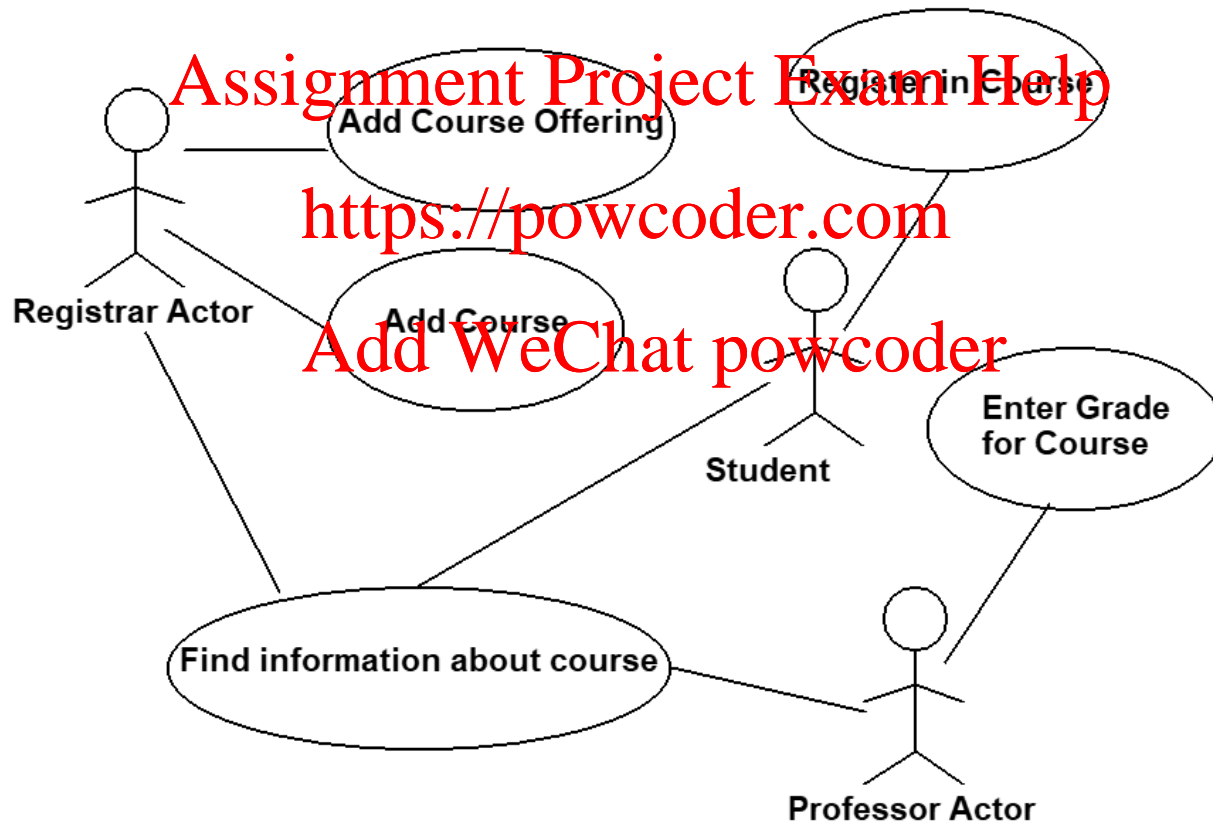 Assignment Project Exam Help
Register in Course
Add Course Offering
https://powcoder.com
Registrar Actor
Add Course
Add WeChat powcoder
Enter Grade
for Course
Student
Find information about course
Professor Actor